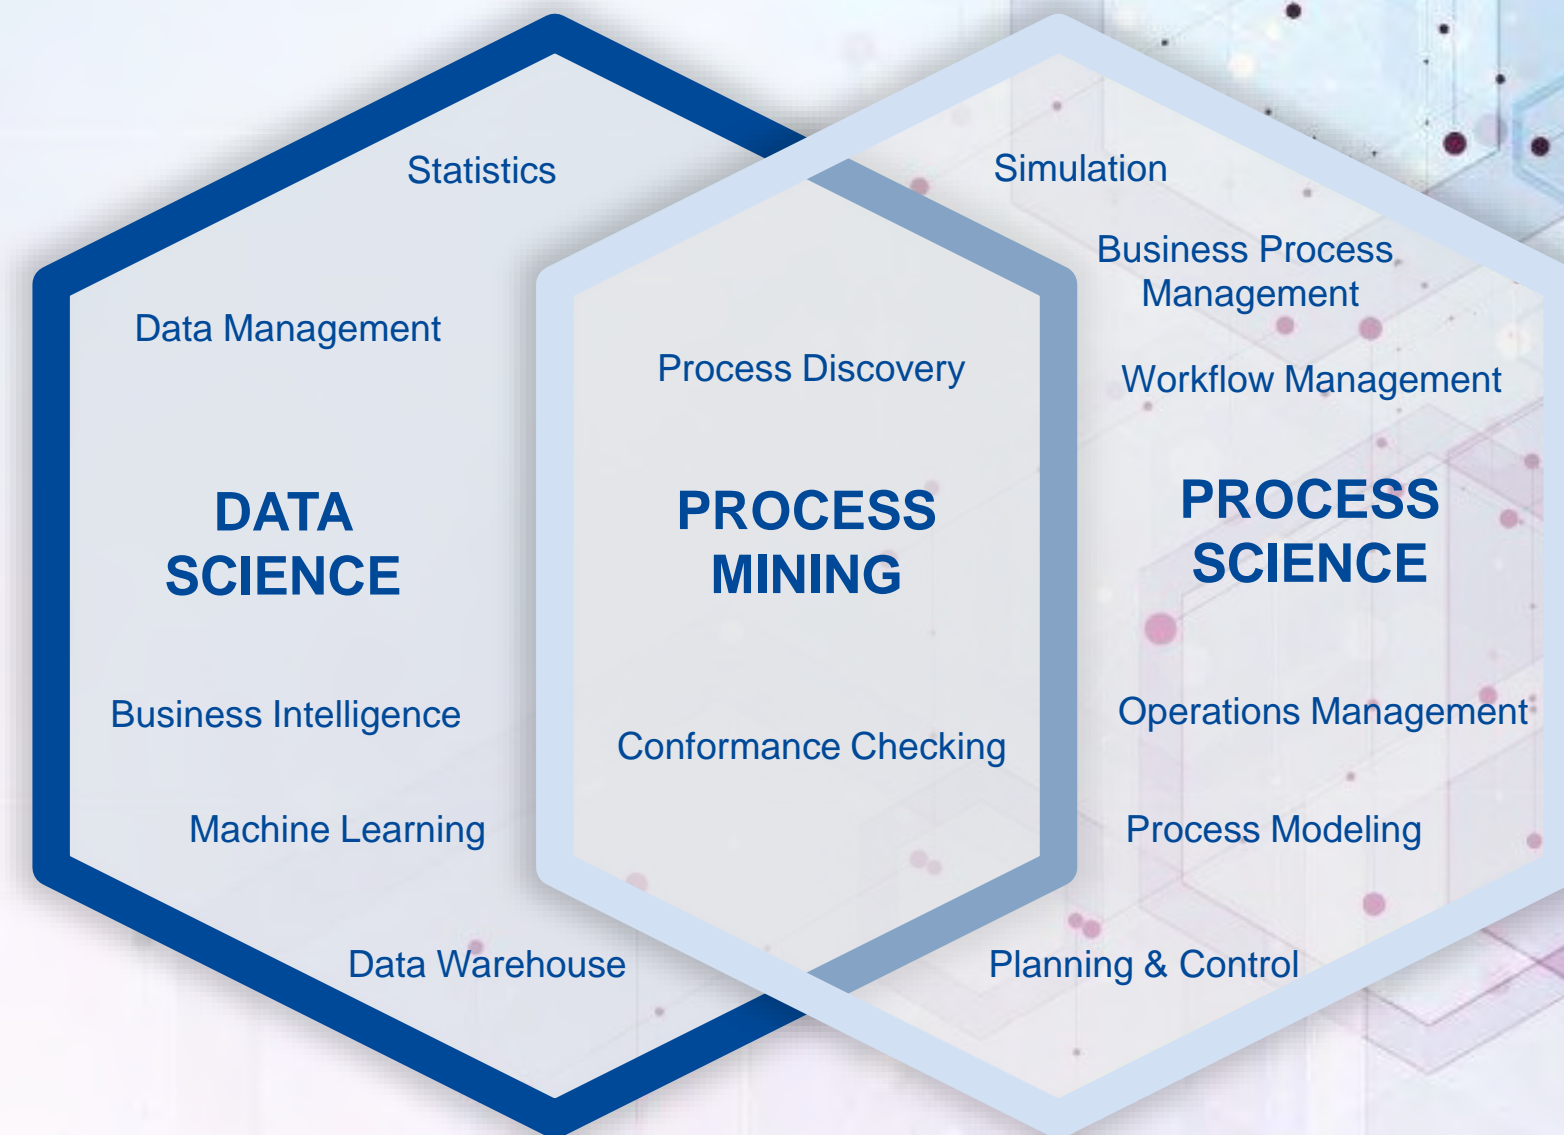 Statistics
Data Management
DATA
SCIENCE
Business Intelligence
Machine Learning
Data Warehouse
Process Discovery
PROCESS
MINING
Conformance Checking
Simulation
Business Process
Management
Workflow Management
PROCESS
SCIENCE
Operations Management
Process Modeling
Planning & Control